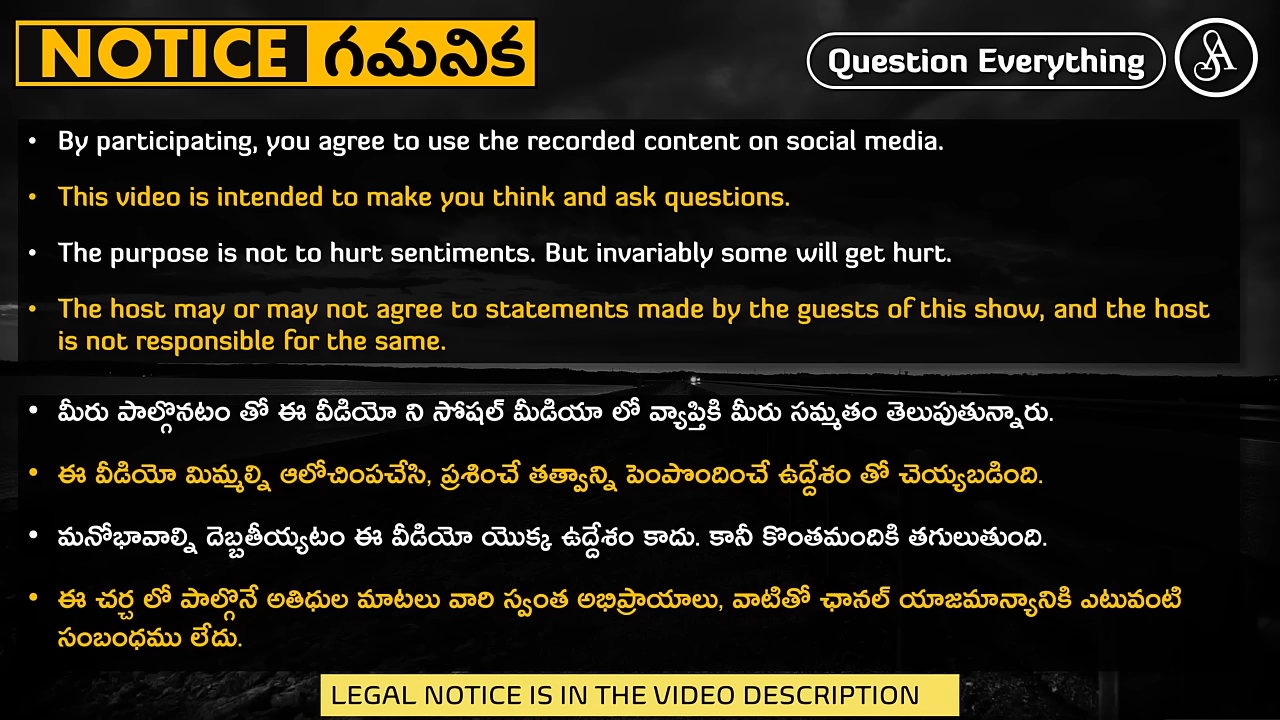 NOTICE గమనిక
Question Everything
• By participating, you agree to use the recorded content on social media.
• This video is intended to make you think and ask questions.
• The purpose is not to hurt sentiments. But invariably some will get hurt.
• The host may or may not agree to statements made by the guests of this show, and the host
is not responsible for the same.
• మీరు పాల్గొనటం తో ఈ వీడియో ని సోషల్ మీడియా లో వ్యాప్తికి మీరు సమ్మతం తెలుపుతున్నారు.
• ఈ వీడియో మిమ్మల్ని ఆలోచింపచేసి, ప్రశించే తత్వాన్ని పెంపొందించే ఉద్దేశం తో చెయ్యబడింది.
• మనోభావాల్ని దెబ్బతీయ్యటం ఈ వీడియో యొక్క ఉద్దేశం కాదు. కానీ కొంతమందికి తగులుతుంది.
• ఈ చర్చ లో పాల్గొనే అతిధుల మాటలు వారి స్వంత అభిప్రాయాలు, వాటితో ఛానల్ యాజమాన్యానికి ఎటువంటి
సంబంధము లేదు.
LEGAL NOTICE IS IN THE VIDEO DESCRIPTION